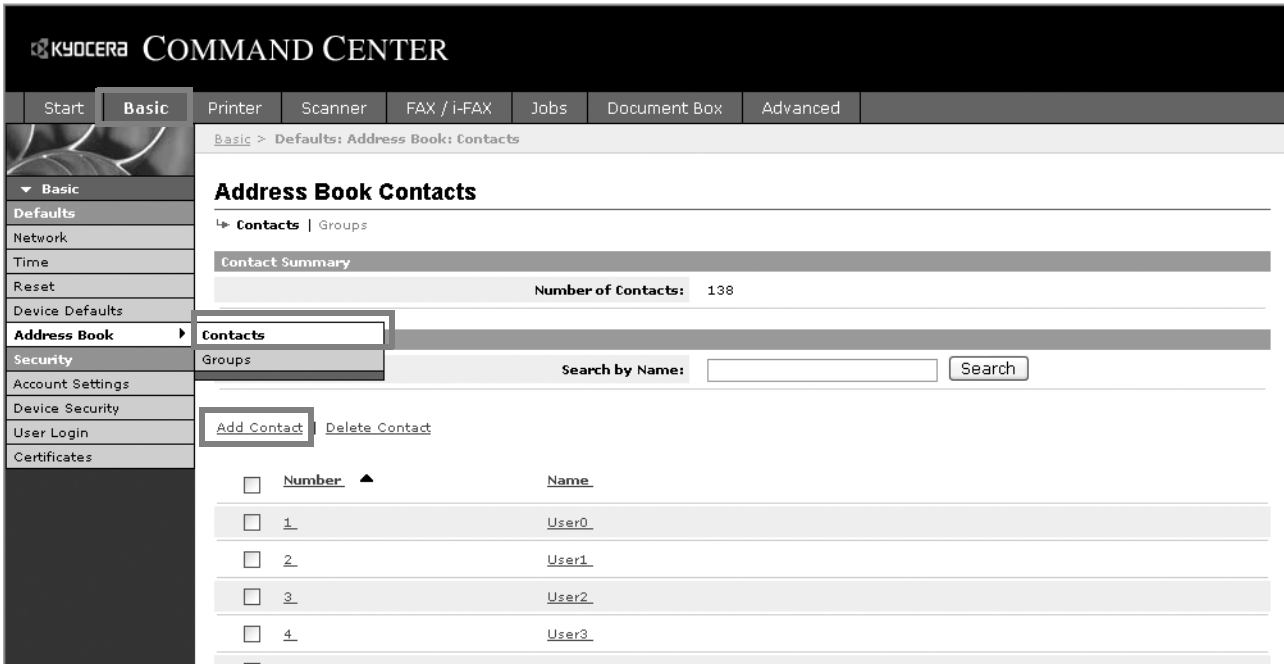 KYOCERA COMMAND CENTER
Start Basic Printer Scanner FAX / i-FAX Jobs Document Box Advanced
Basic > Defaults: Address Book: Contacts
Basic
Defaults
Network
Time
Reset
Device Defaults
Address Book
Security
Account Settings
Device Security
User Login
Certificates
Contacts
Groups
Address Book Contacts
Contacts | Groups
Contact Summary
Number of Contacts: 138
Search by Name: Search
Add Contact | Delete Contact
Number Name
1 User0
2 User1
3 User2
4 User3